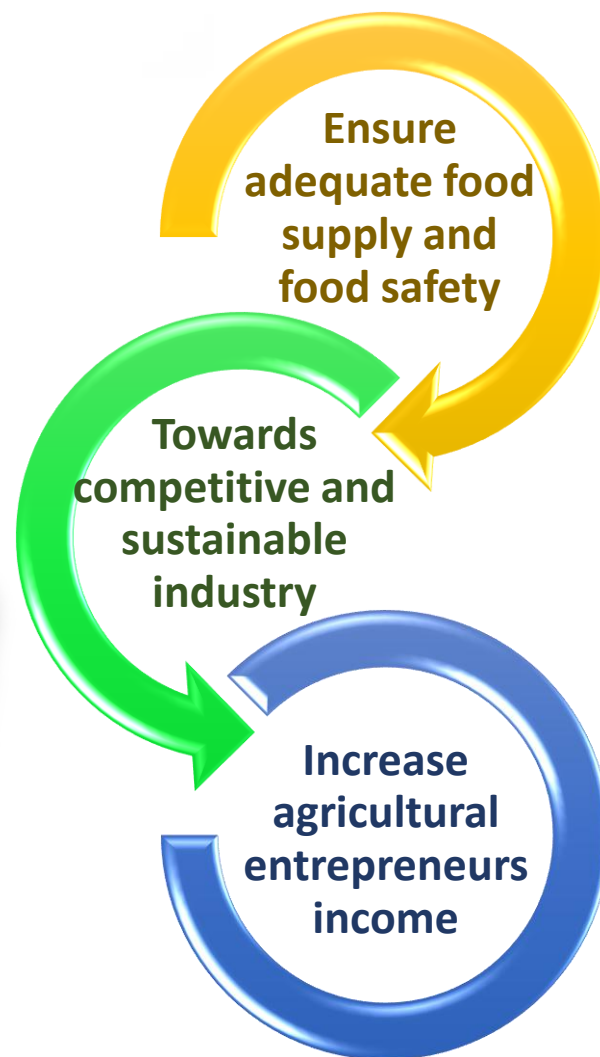 Ensure
adequate food
supply and
food safety
Towards
competitive and
sustainable
industry
Increase
agricultural
entrepreneurs
income